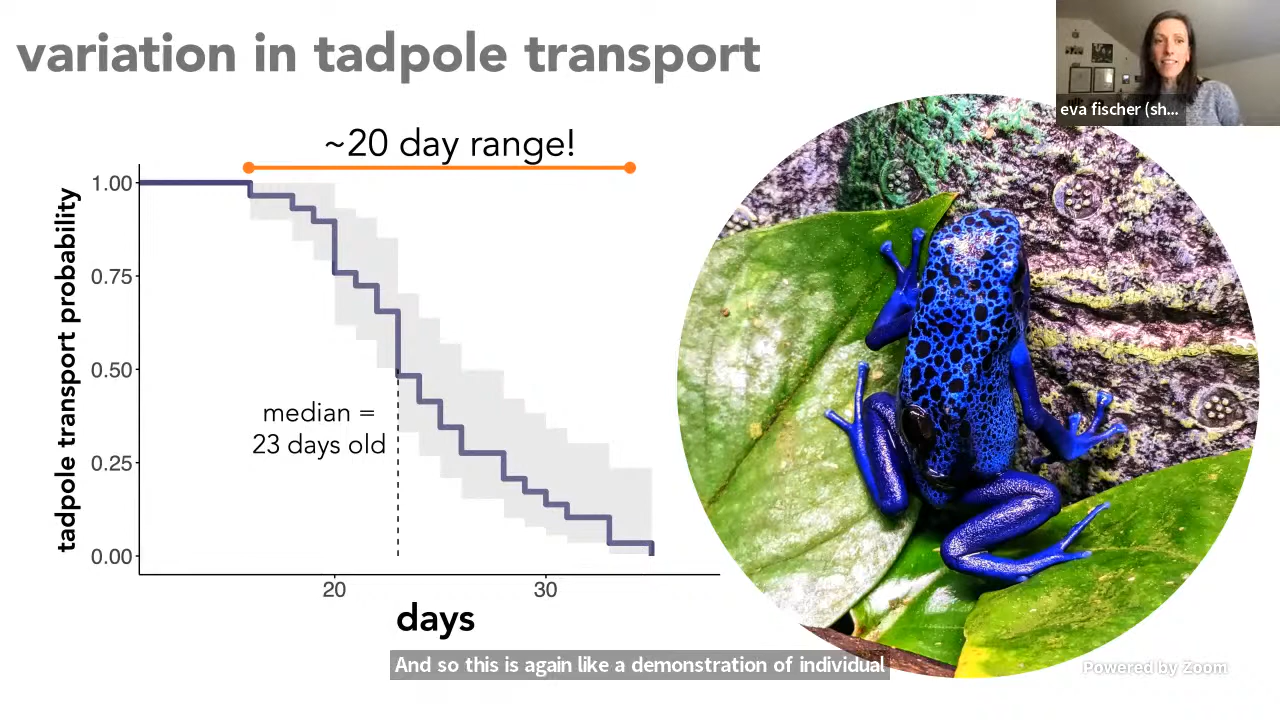 variation in tadpole transport
eva fischer (sh...
~20 day range!
tadpole transport probability
1.00
0.75
0.50
0.25
0.00
median =
23 days old
20
30
days
And so this is again like a demonstration of individual
Powered by Zoom